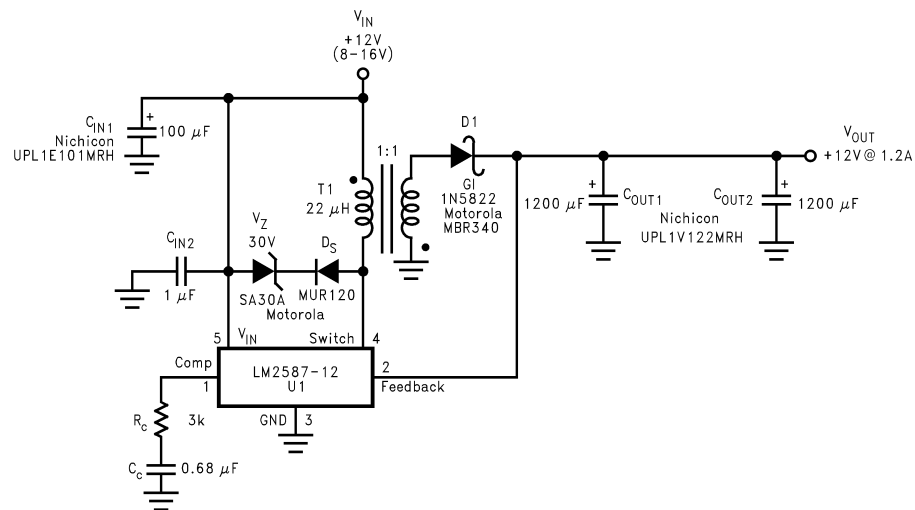 V_IN
+12V
(8-16V)
C_IN1
Nichicon
UPL1E101MRH
+
100 μF
D1
1:1
V_OUT
+12V @ 1.2A
T1
22 μH
GI
1N5822
Motorola
MBR340
+
1200 μF
C_OUT1
Nichicon
UPL1V122MRH
C_OUT2
+
1200 μF
V_Z
30V
D_S
C_IN2
1 μF
SA30A
MUR120
Motorola
5
V_IN
Switch
4
Comp
1
LM2587-12
U1
2
Feedback
GND
3
R_c
3k
C_c
0.68 μF